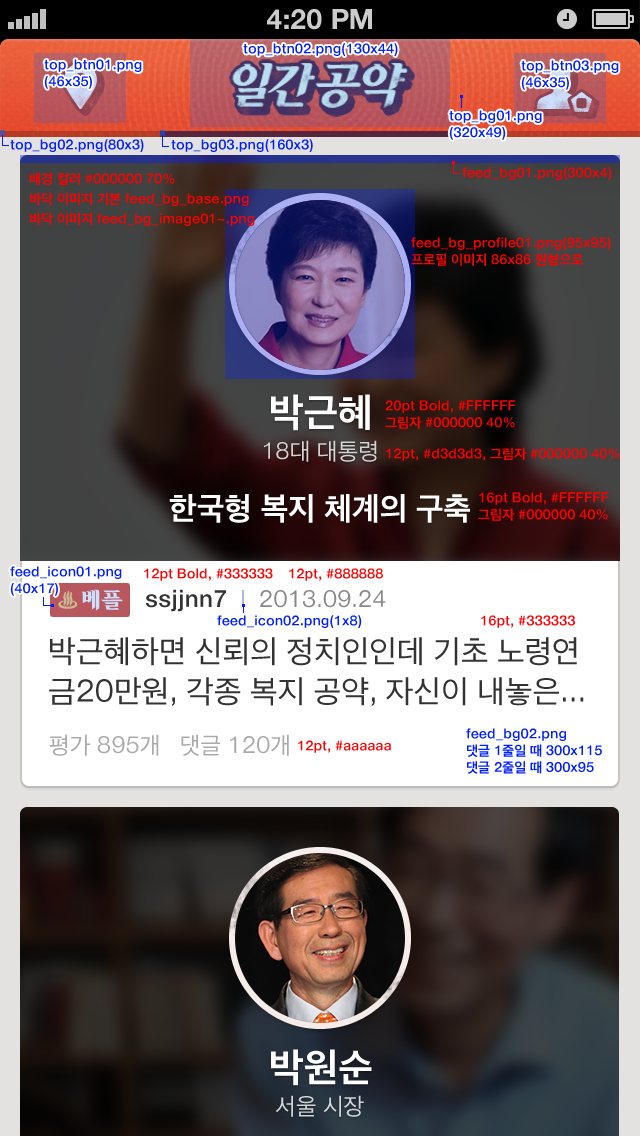 4:20 PM
top_btn01.png
(46x35)
top_btn02.png(130x44)
top_btn03.png
(46x35)
일간공약
top_bg01.png
(320x49)
top_bg02.png(80x3)
top_bg03.png(160x3)
feed_bg01.png(300x4)
배경 컬러 #000000 70%
바닥 이미지 기본 feed_bg_base.png
바닥 이미지 feed_bg_image01~.png
feed_bg_profile01.png(95x95)
프로필 이미지 86x86 원형으로
박근혜
20pt Bold, #FFFFFF
그림자 #000000 40%
18대 대통령
12pt, #d3d3d3, 그림자 #000000 40%
한국형 복지 체계의 구축
16pt Bold, #FFFFFF
그림자 #000000 40%
feed_icon01.png
(40x17)
12pt Bold, #333333
12pt, #888888
베플
ssjjnn7 | 2013.09.24
feed_icon02.png(1x8)
16pt, #333333
박근혜하면 신뢰의 정치인인데 기초 노령연
금20만원, 각종 복지 공약, 자신이 내놓은...
평가 895개 댓글 120개
12pt, #aaaaaa
feed_bg02.png
댓글 1줄일 때 300x115
댓글 2줄일 때 300x95
박원순
서울 시장